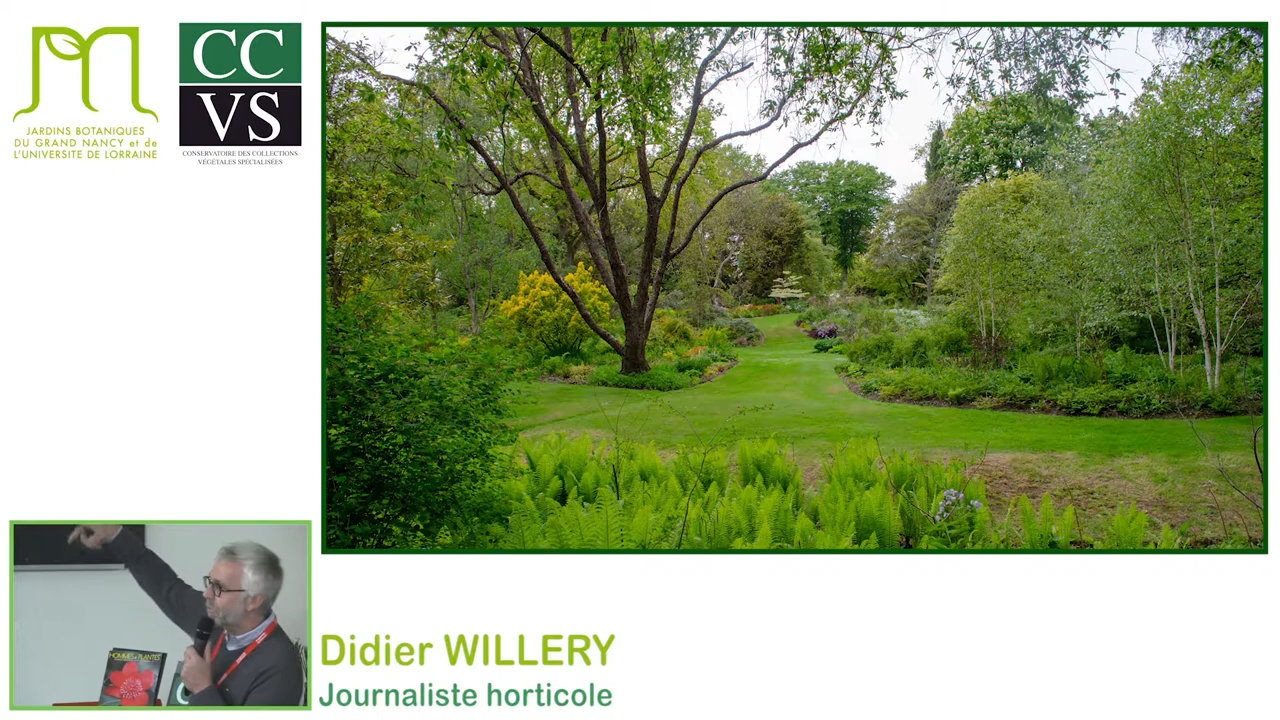 JARDINS BOTANIQUES
DU GRAND NANCY et de
L'UNIVERSITE DE LORRAINE
CC
VS
CONSERVATOIRE DES COLLECTIONS
VÉGÉTALES SPÉCIALISÉES
HOMMES & PLANTES
Didier WILLERY
Journaliste horticole